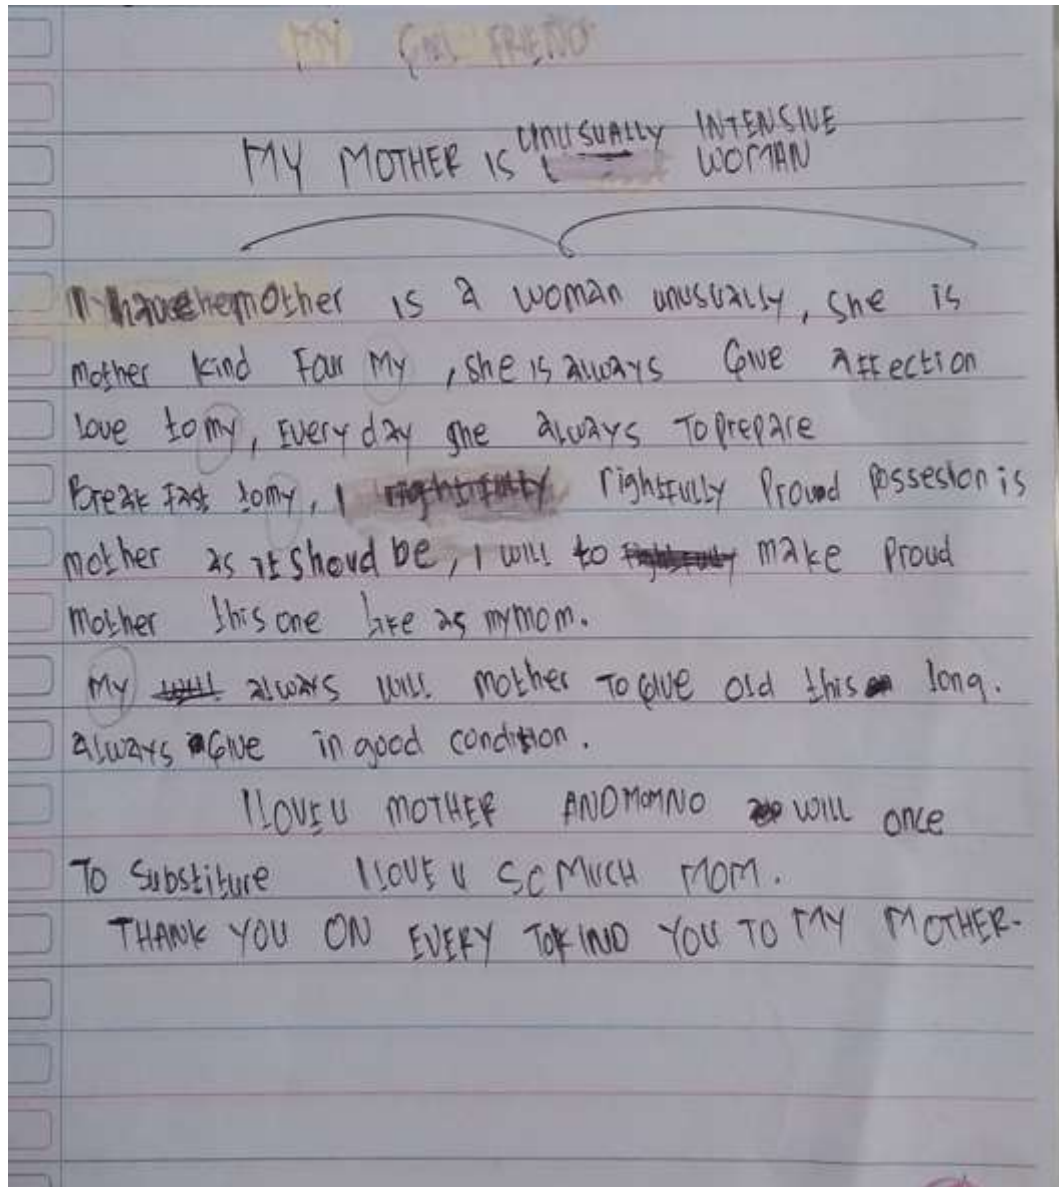 MY GIRL FRIEND
UNUSUALLY INTENSIVE
MY MOTHER IS WOMAN
mother is a woman unusually, she is
mother kind Four My, she is always Give Affection
Love to my, Every day she always To prepare
Break Fast to my, I rightfully rightfully Proud Possesion is
mother as it shoud be, I will to make Proud
mother this one life as my mom.
My will always will mother To Give old this long.
always Give in good condition.
I LOVE U MOTHER AND MOM NO WILL once
To Substiture I LOVE U SO MUCH MOM.
THANK YOU ON EVERY TO KIND YOU TO MY MOTHER.